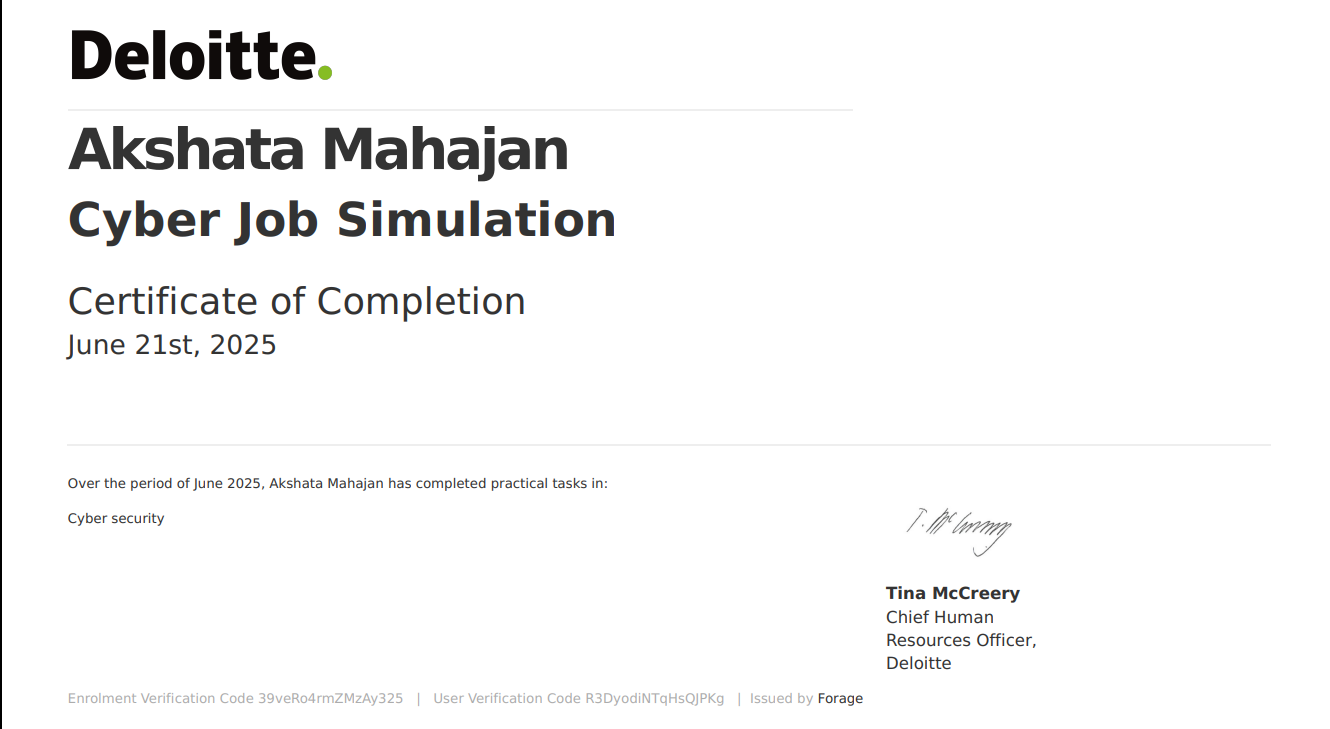 Deloitte.
Akshata Mahajan
Cyber Job Simulation
Certificate of Completion
June 21st, 2025
Over the period of June 2025, Akshata Mahajan has completed practical tasks in:
Cyber security
T. McCreery
Tina McCreery
Chief Human
Resources Officer,
Deloitte
Enrolment Verification Code 39veRo4rmZMzAy325 | User Verification Code R3DyodiNTqHsQJPKg | Issued by Forage